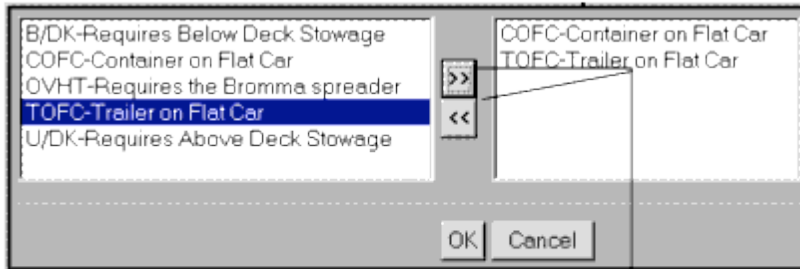 B/DK-Requires Below Deck Stowage
COFC-Container on Flat Car
OVHT-Requires the Bromma spreader
TOFC-Trailer on Flat Car
U/DK-Requires Above Deck Stowage
>>
<<
COFC-Container on Flat Car
TOFC-Trailer on Flat Car
OK
Cancel